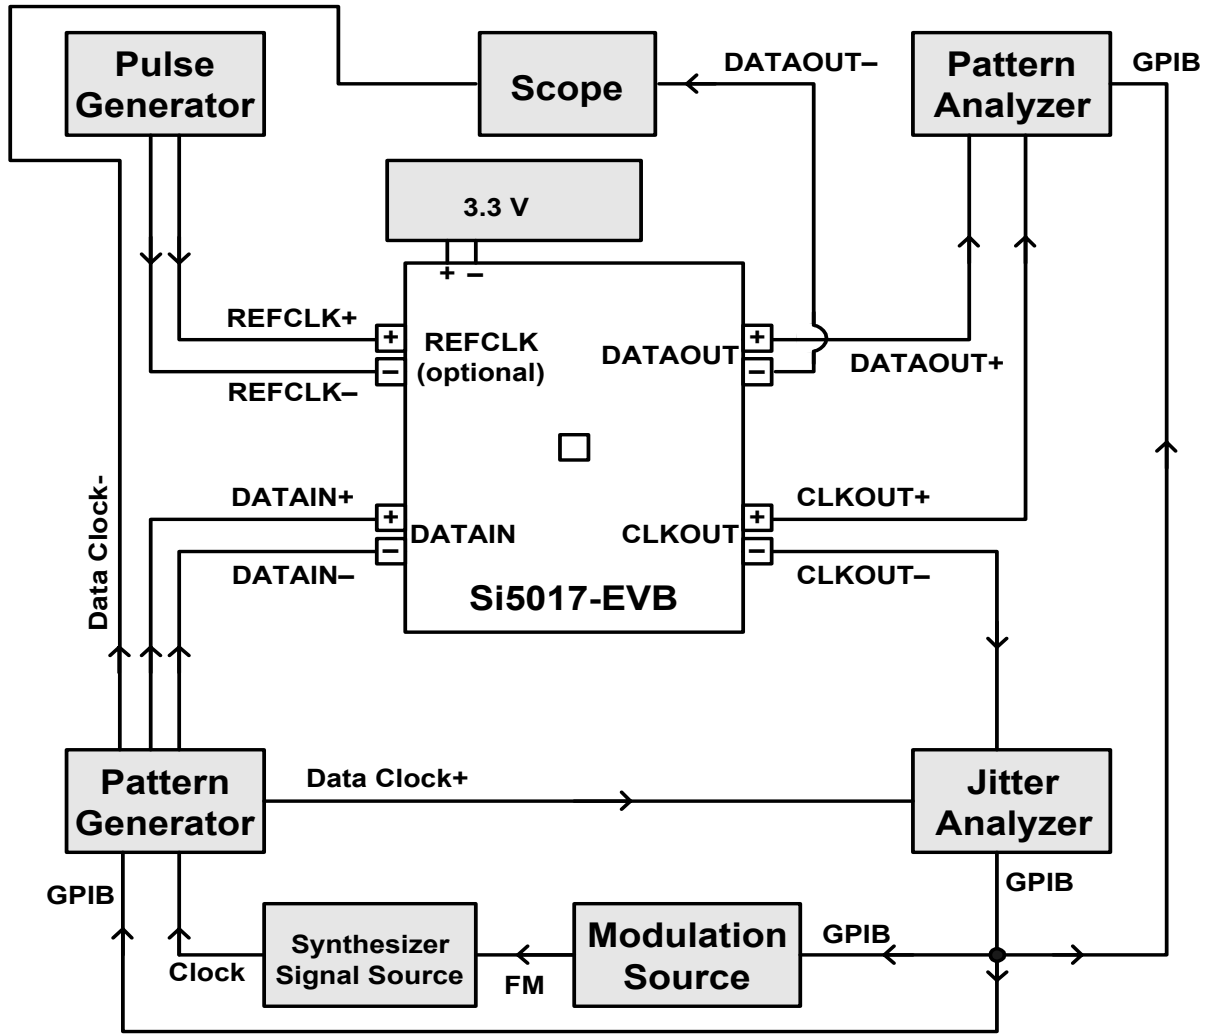 Pulse
Generator
Scope
DATAOUT–
Pattern
Analyzer
GPIB
3.3 V
+ –
REFCLK+
+
REFCLK
(optional)
–
REFCLK–
DATAOUT
+
–
DATAOUT+
Data Clock-
DATAIN+
+
DATAIN
–
DATAIN–
CLKOUT+
CLKOUT
+
–
CLKOUT–
Si5017-EVB
Pattern
Generator
Data Clock+
Jitter
Analyzer
GPIB
GPIB
Clock
Synthesizer
Signal Source
FM
Modulation
Source
GPIB